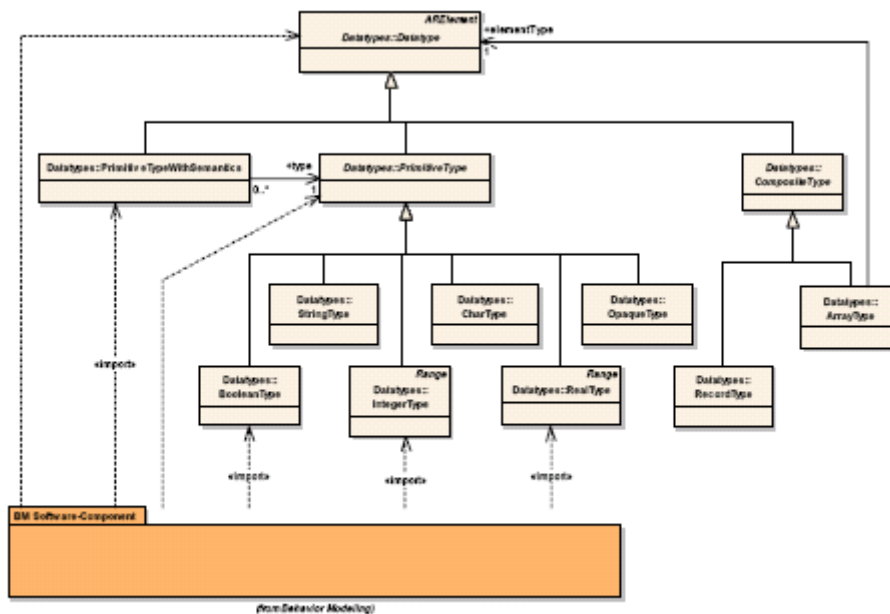 ARElement
Datatypes::Datatype
+elementType
1
Datatypes::PrimitiveTypeWithSemantics
+type
0..*
1
Datatypes::PrimitiveType
Datatypes::
CompositeType
Datatypes::
StringType
Datatypes::
CharType
Datatypes::
OpaqueType
Datatypes::
ArrayType
«import»
Datatypes::
BooleanType
Range
Datatypes::
IntegerType
Range
Datatypes::RealType
Datatypes::
RecordType
«import»
«import»
«import»
BM Software-Component
(from Behavior Modeling)